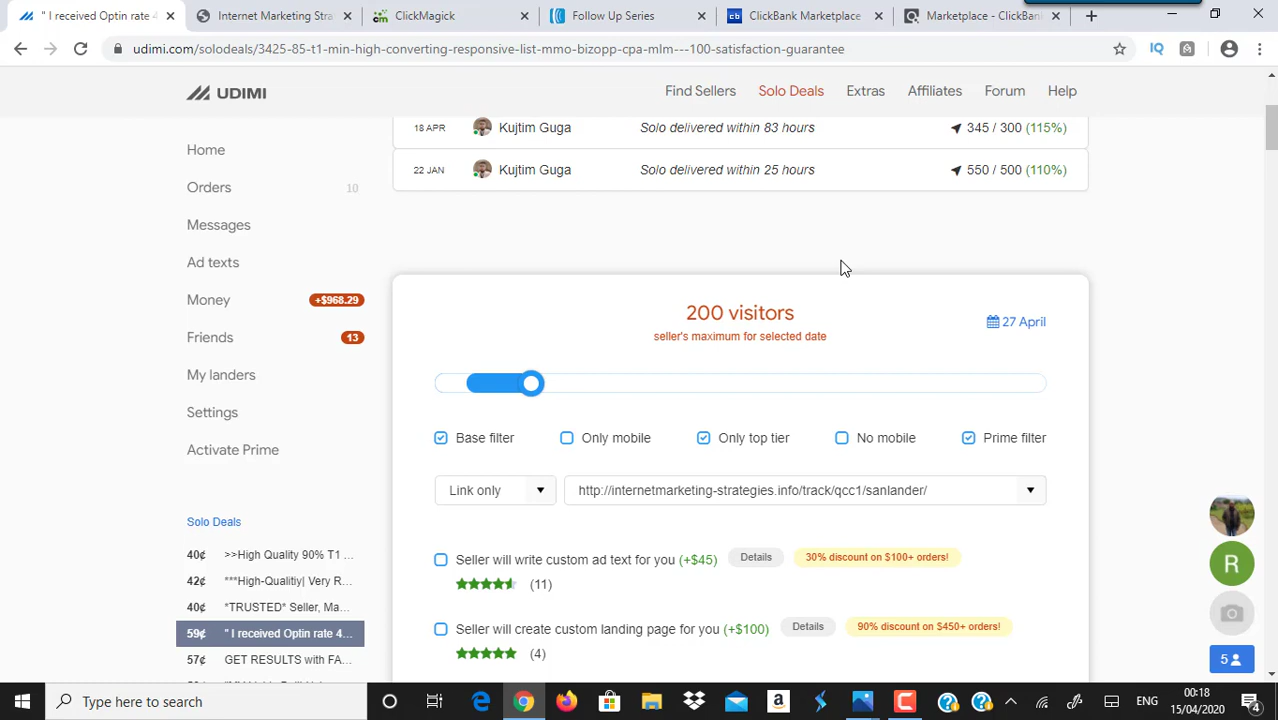 " I received Optin rate 4
Internet Marketing Stra
ClickMagick
Follow Up Series
ClickBank Marketplace
Marketplace - ClickBan
udimi.com/solodeals/3425-85-t1-min-high-converting-responsive-list-mmo-bizopp-cpa-mlm---100-satisfaction-guarantee
UDIMI
Find Sellers
Solo Deals
Extras
Affiliates
Forum
Help
18 APR Kujtim Guga Solo delivered within 83 hours 345 / 300 (115%)
22 JAN Kujtim Guga Solo delivered within 25 hours 550 / 500 (110%)
Home
Orders 10
Messages
Ad texts
Money +$968.29
Friends 13
My landers
Settings
Activate Prime
Solo Deals
40¢ >>High Quality 90% T1 ...
42¢ ***High-Qualitiy| Very R...
40¢ *TRUSTED* Seller, Ma...
59¢ " I received Optin rate 4...
57¢ GET RESULTS with FA...
200 visitors
seller's maximum for selected date
27 April
Base filter
Only mobile
Only top tier
No mobile
Prime filter
Link only
http://internetmarketing-strategies.info/track/qcc1/sanlander/
Seller will write custom ad text for you (+$45) Details 30% discount on $100+ orders!
(11)
Seller will create custom landing page for you (+$100) Details 90% discount on $450+ orders!
(4)
R
5
Type here to search
ENG
00:18
15/04/2020
4